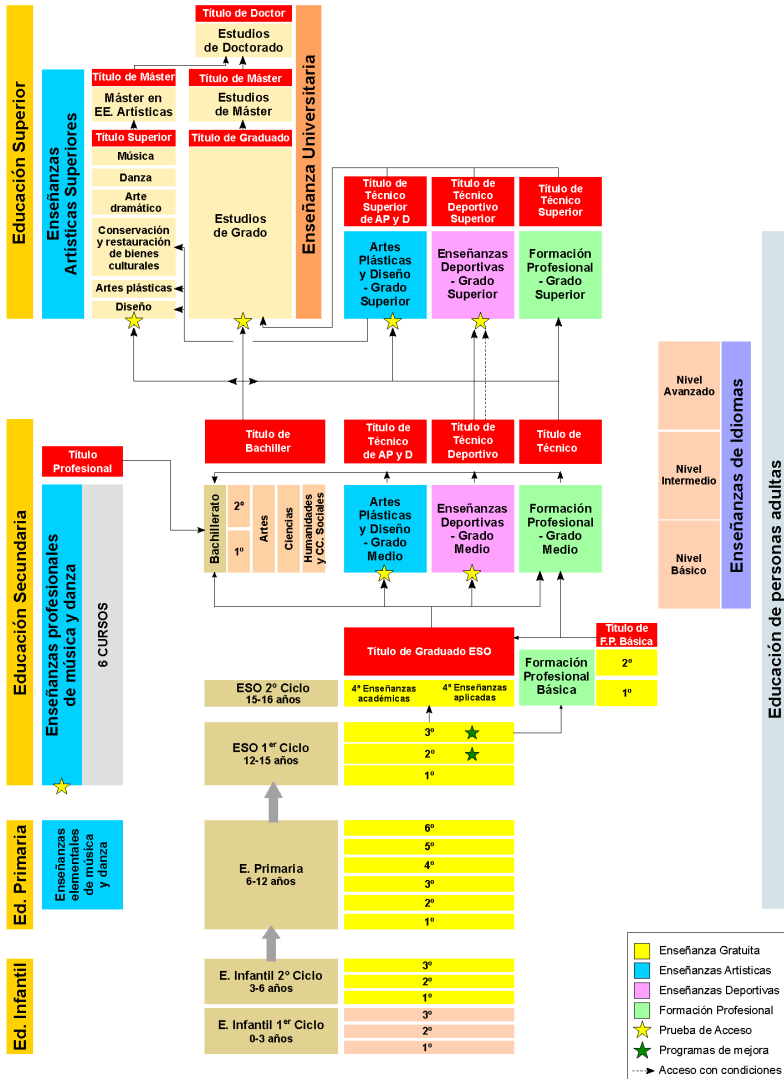 Educación Superior
Enseñanzas
Artísticas Superiores
Título de Doctor
Estudios
de Doctorado
Título de Máster
Máster en
EE. Artísticas
Título de Máster
Estudios
de Máster
Título Superior
Música
Danza
Arte
dramático
Conservación
y restauración
de bienes
culturales
Artes plásticas
Diseño
Título de Graduado
Estudios
de Grado
Enseñanza Universitaria
Título de
Técnico
Superior
de AP y D
Título de
Técnico
Deportivo
Superior
Título de
Técnico
Superior
Artes
Plásticas
y Diseño
- Grado
Superior
Enseñanzas
Deportivas
- Grado
Superior
Formación
Profesional
- Grado
Superior
Nivel
Avanzado
Nivel
Intermedio
Nivel
Básico
Enseñanzas de Idiomas
Educación de personas adultas
Educación Secundaria
Título
Profesional
Enseñanzas profesionales
de música y danza
6 CURSOS
Título de
Bachiller
Título de
Técnico
de AP y D
Título de
Técnico
Deportivo
Título de
Técnico
Bachillerato
2º
1º
Artes
Ciencias
Humanidades
y CC. Sociales
Artes
Plásticas
y Diseño
- Grado
Medio
Enseñanzas
Deportivas
- Grado
Medio
Formación
Profesional
- Grado
Medio
Título de Graduado ESO
Título de
F.P. Básica
Formación
Profesional
Básica
2º
1º
ESO 2º Ciclo
15-16 años
4º Enseñanzas
académicas
4º Enseñanzas
aplicadas
ESO 1er Ciclo
12-15 años
3º
2º
1º
Ed. Primaria
Enseñanzas
elementales
de música
y danza
E. Primaria
6-12 años
6º
5º
4º
3º
2º
1º
Ed. Infantil
E. Infantil 2º Ciclo
3-6 años
3º
2º
1º
E. Infantil 1er Ciclo
0-3 años
3º
2º
1º
Enseñanza Gratuita
Enseñanzas Artísticas
Enseñanzas Deportivas
Formación Profesional
Prueba de Acceso
Programas de mejora
Acceso con condiciones